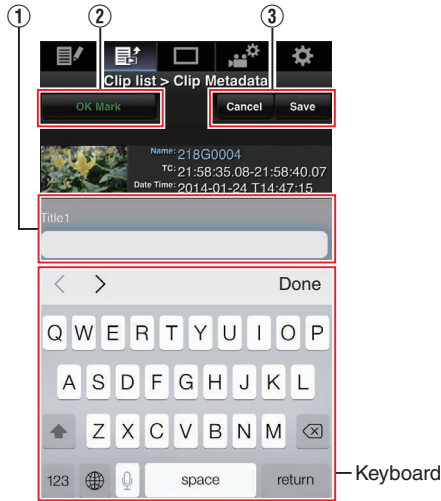 ① ② ③
Clip list > Clip Metadata
OK Mark Cancel Save
Name: 218G0004
TC: 21:58:35.08-21:58:40.07
Date Time: 2014-01-24 T14:47:15
Title1
Done
Q W E R T Y U I O P
A S D F G H J K L
Z X C V B N M
123 space return
Keyboard